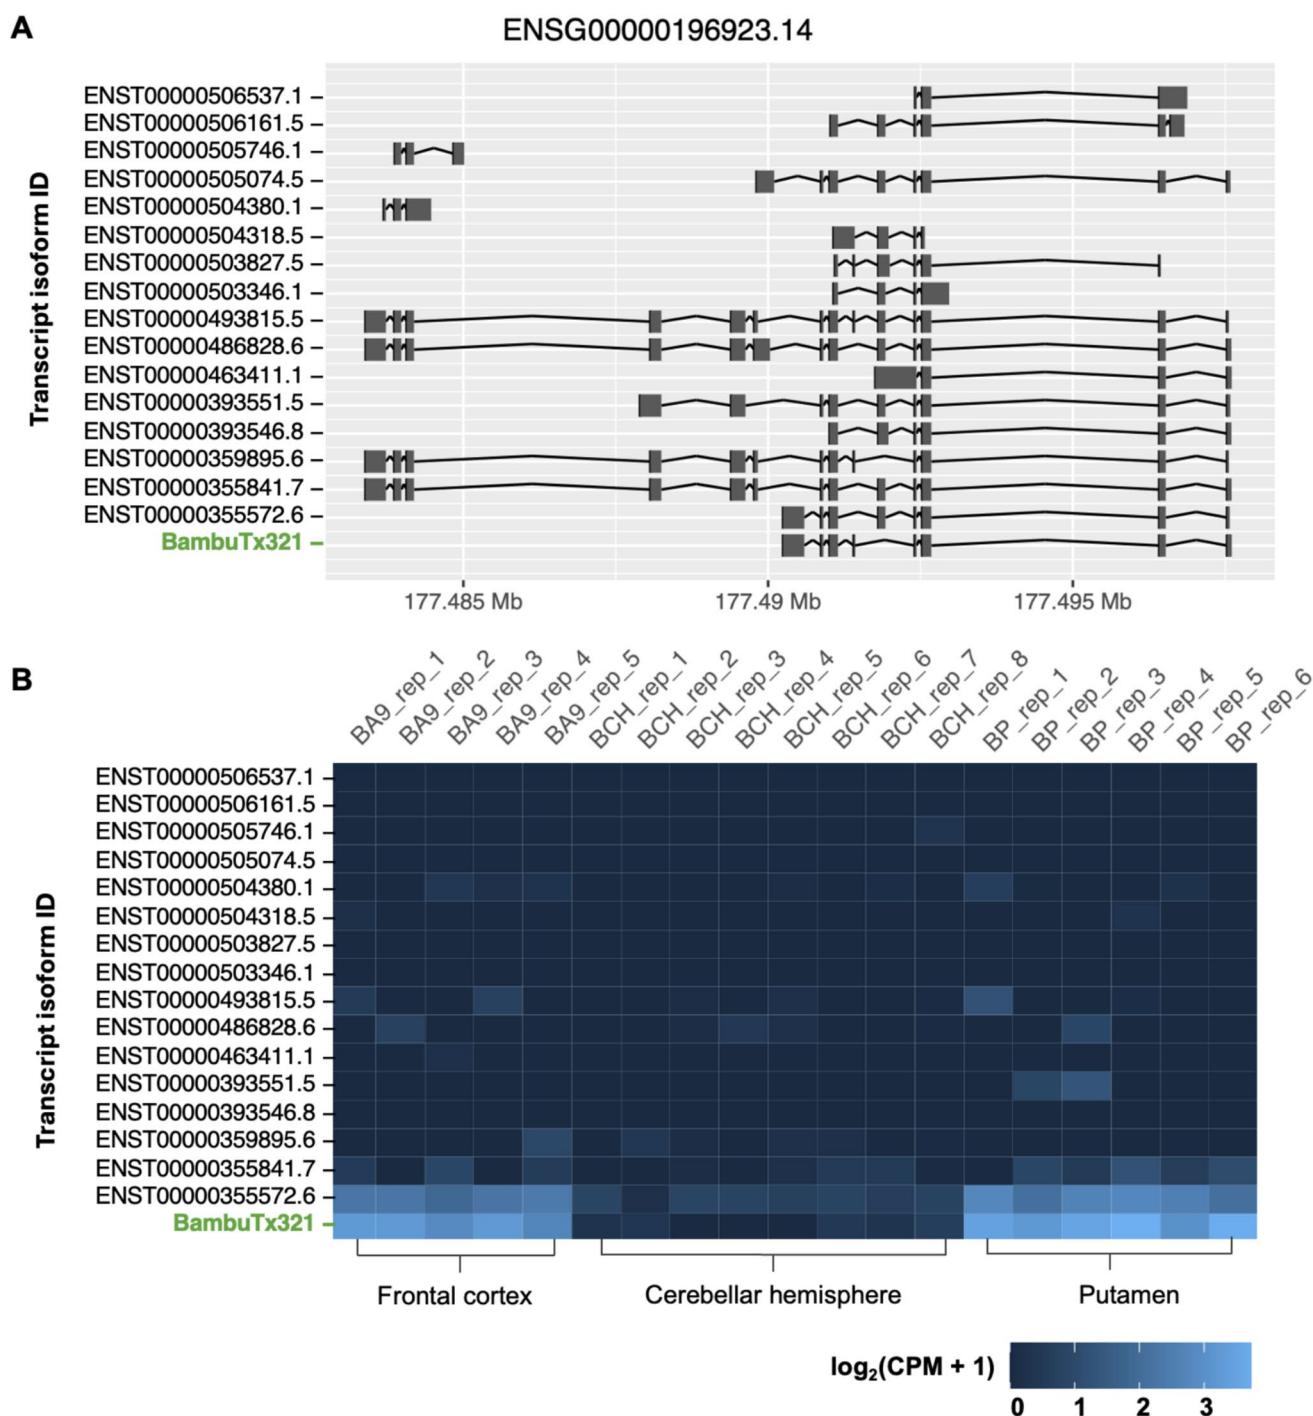 A
ENSG00000196923.14
Transcript isoform ID
ENST00000506537.1
ENST00000506161.5
ENST00000505746.1
ENST00000505074.5
ENST00000504380.1
ENST00000504318.5
ENST00000503827.5
ENST00000503346.1
ENST00000493815.5
ENST00000486828.6
ENST00000463411.1
ENST00000393551.5
ENST00000393546.8
ENST00000359895.6
ENST00000355841.7
ENST00000355572.6
BambuTx321
177.485 Mb 177.49 Mb 177.495 Mb
B
BA9_rep_1
BA9_rep_2
BA9_rep_3
BA9_rep_4
BA9_rep_5
BCH_rep_1
BCH_rep_2
BCH_rep_3
BCH_rep_4
BCH_rep_5
BCH_rep_6
BCH_rep_7
BCH_rep_8
BP_rep_1
BP_rep_2
BP_rep_3
BP_rep_4
BP_rep_5
BP_rep_6
Transcript isoform ID
ENST00000506537.1
ENST00000506161.5
ENST00000505746.1
ENST00000505074.5
ENST00000504380.1
ENST00000504318.5
ENST00000503827.5
ENST00000503346.1
ENST00000493815.5
ENST00000486828.6
ENST00000463411.1
ENST00000393551.5
ENST00000393546.8
ENST00000359895.6
ENST00000355841.7
ENST00000355572.6
BambuTx321
Frontal cortex Cerebellar hemisphere Putamen
log₂(CPM + 1)
0 1 2 3